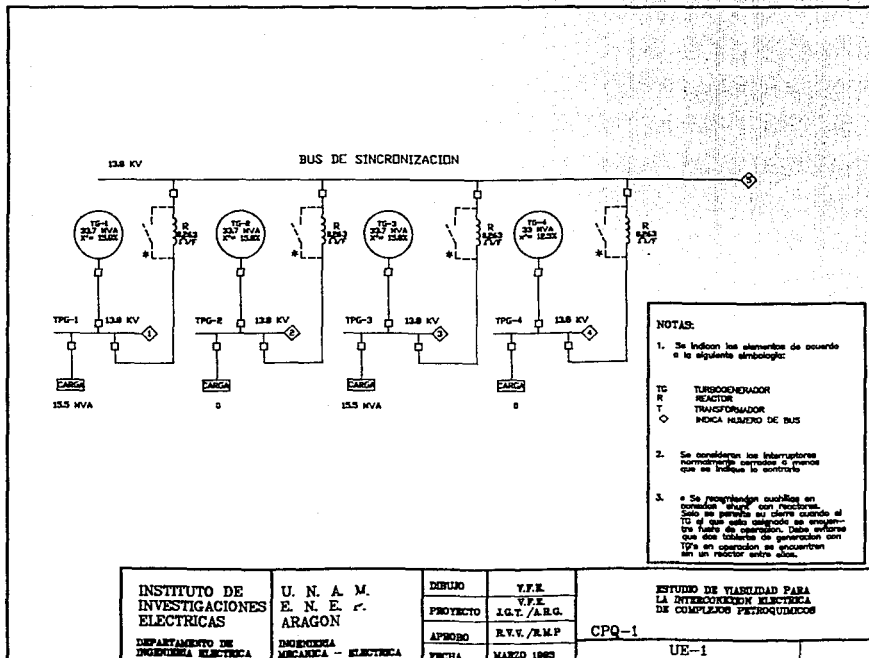 BUS DE SINCRONIZACION
13.8 KV
5
TG-1
33.7 MVA
TG-2
33.7 MVA
TG-3
33.7 MVA
TG-4
33 MVA
X'= 12.5%
R
Ω/F
*
R
Ω/F
*
R
Ω/F
*
R
Ω/F
*
TPG-1 13.8 KV 1
TPG-2 13.8 KV 2
TPG-3 13.8 KV 3
TPG-4 13.8 KV 4
CARGA CARGA CARGA CARGA
15.5 MVA 0 15.5 MVA 0
NOTAS:
1. Se indican los elementos de acuerdo
a la siguiente simbologia:
TG TURBOGENERADOR
R REACTOR
T TRANSFORMADOR
◇ INDICA NUMERO DE BUS
2. Se consideran los interruptores
normalmente cerrados a menos
que se indique lo contrario
3. * Se recomiendan cuchillas en
conexion "shunt" con reactores.
Solo se permite su cierre cuando el
TG al que esta asignado se encuen-
tre fuera de operacion. Debe evitarse
que dos tableros de generacion con
TG's en operacion se encuentren
sin un reactor entre ellos.
INSTITUTO DE
INVESTIGACIONES
ELECTRICAS
DEPARTAMENTO DE
INGENIERIA ELECTRICA
U. N. A. M.
E. N. E. P.
ARAGON
INGENIERIA
MECANICA - ELECTRICA
DIBUJO V.F.R.
PROYECTO V.F.R.
J.G.T. /A.R.G.
APROBO R.V.V. /R.M.P
FECHA MARZO
ESTUDIO DE VIABILIDAD PARA
LA INTERCONEXION ELECTRICA
DE COMPLEJOS PETROQUIMICOS
CPQ-1
UE-1